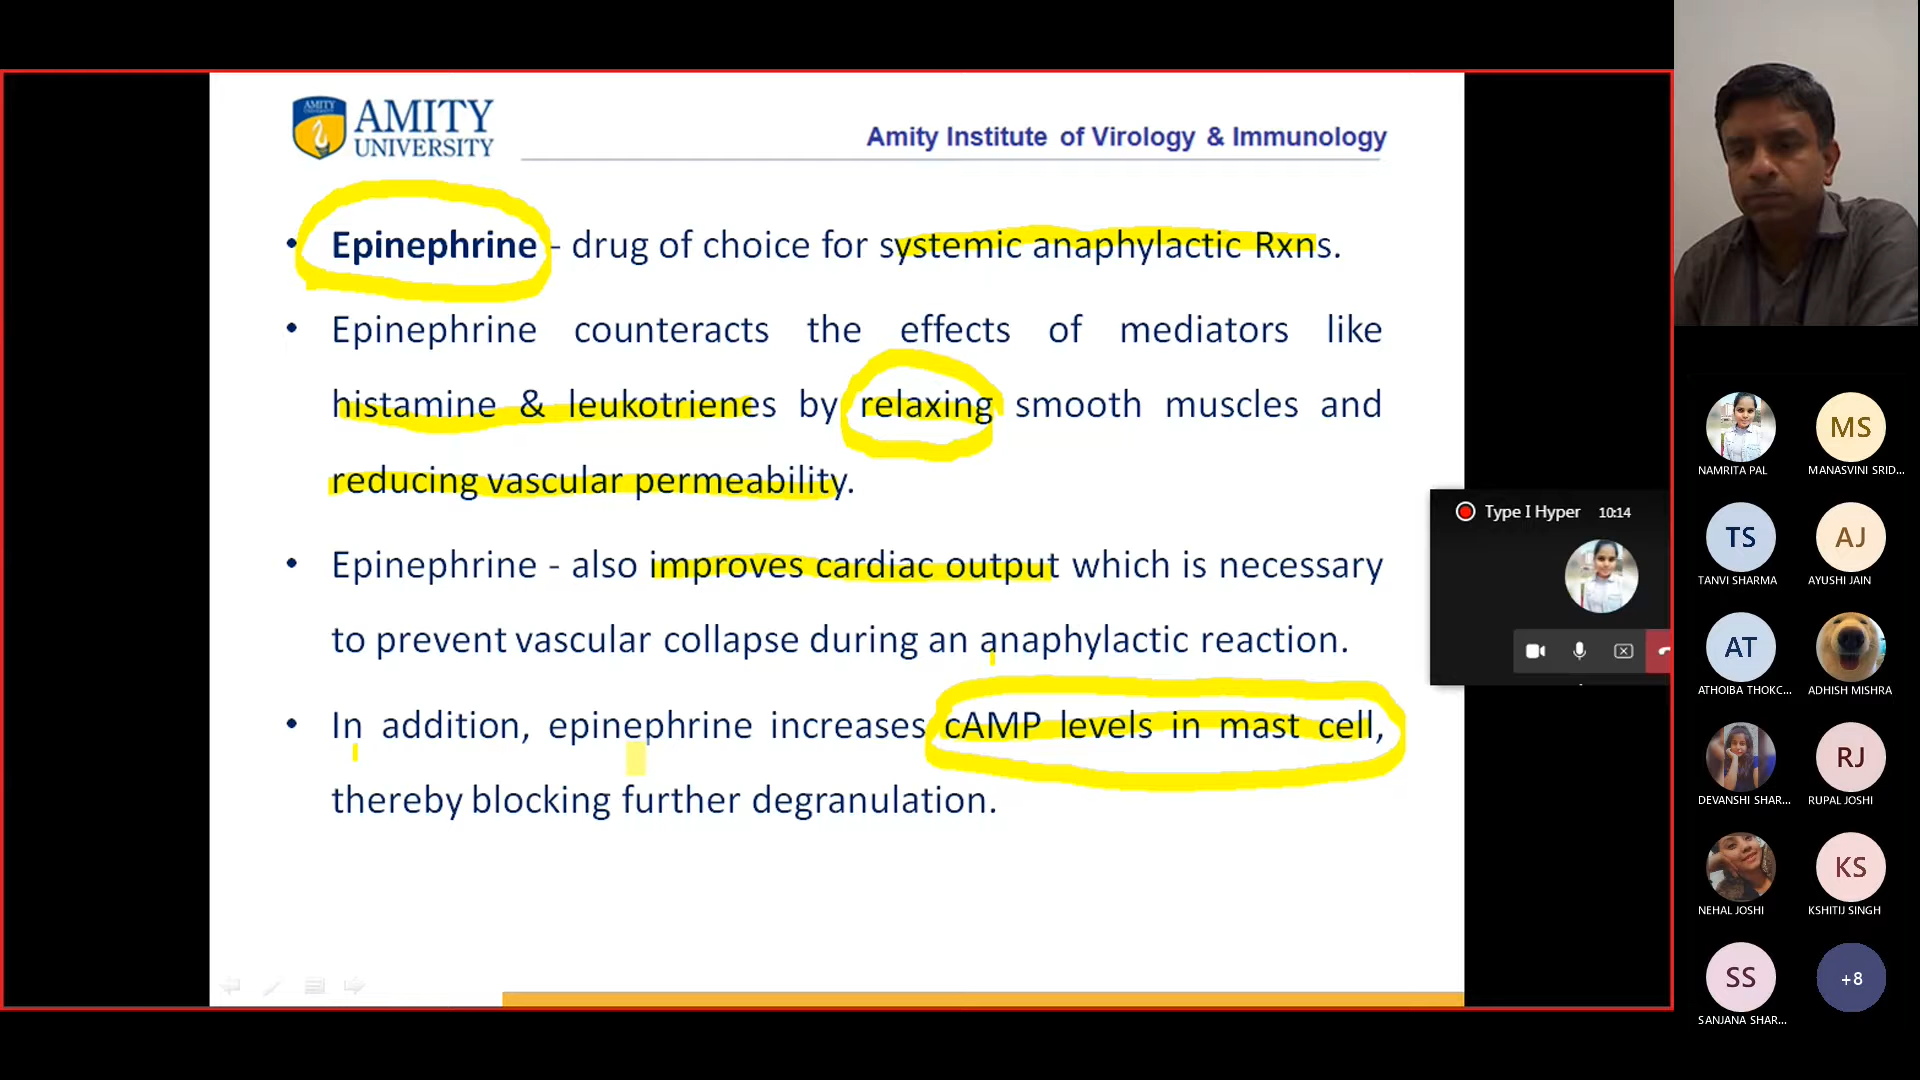 AMITY
AMITY
UNIVERSITY
Amity Institute of Virology & Immunology
• Epinephrine - drug of choice for systemic anaphylactic Rxns.
• Epinephrine counteracts the effects of mediators like
histamine & leukotrienes by relaxing smooth muscles and
reducing vascular permeability.
• Epinephrine - also improves cardiac output which is necessary
to prevent vascular collapse during an anaphylactic reaction.
• In addition, epinephrine increases cAMP levels in mast cell,
thereby blocking further degranulation.
Type I Hyper 10:14
NAMRITA PAL
MS
MANASVINI SRID...
TS
TANVI SHARMA
AJ
AYUSHI JAIN
AT
ATHOIBA THOKC...
ADHISH MISHRA
DEVANSHI SHAR...
RJ
RUPAL JOSHI
NEHAL JOSHI
KS
KSHITIJ SINGH
SS
SANJANA SHAR...
+8